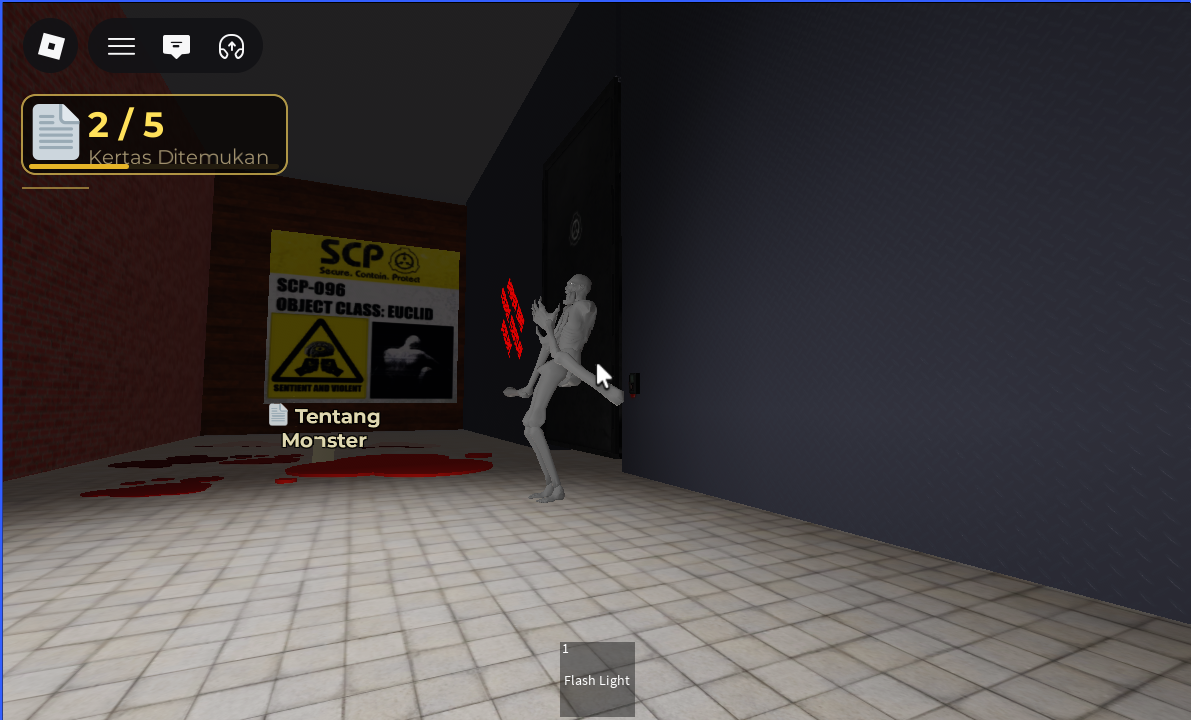 2 / 5
Kertas Ditemukan
SCP
Secure. Contain. Protect
SCP-096
OBJECT CLASS: EUCLID
SENTIENT AND VIOLENT
Tentang
Monster
1
Flash Light